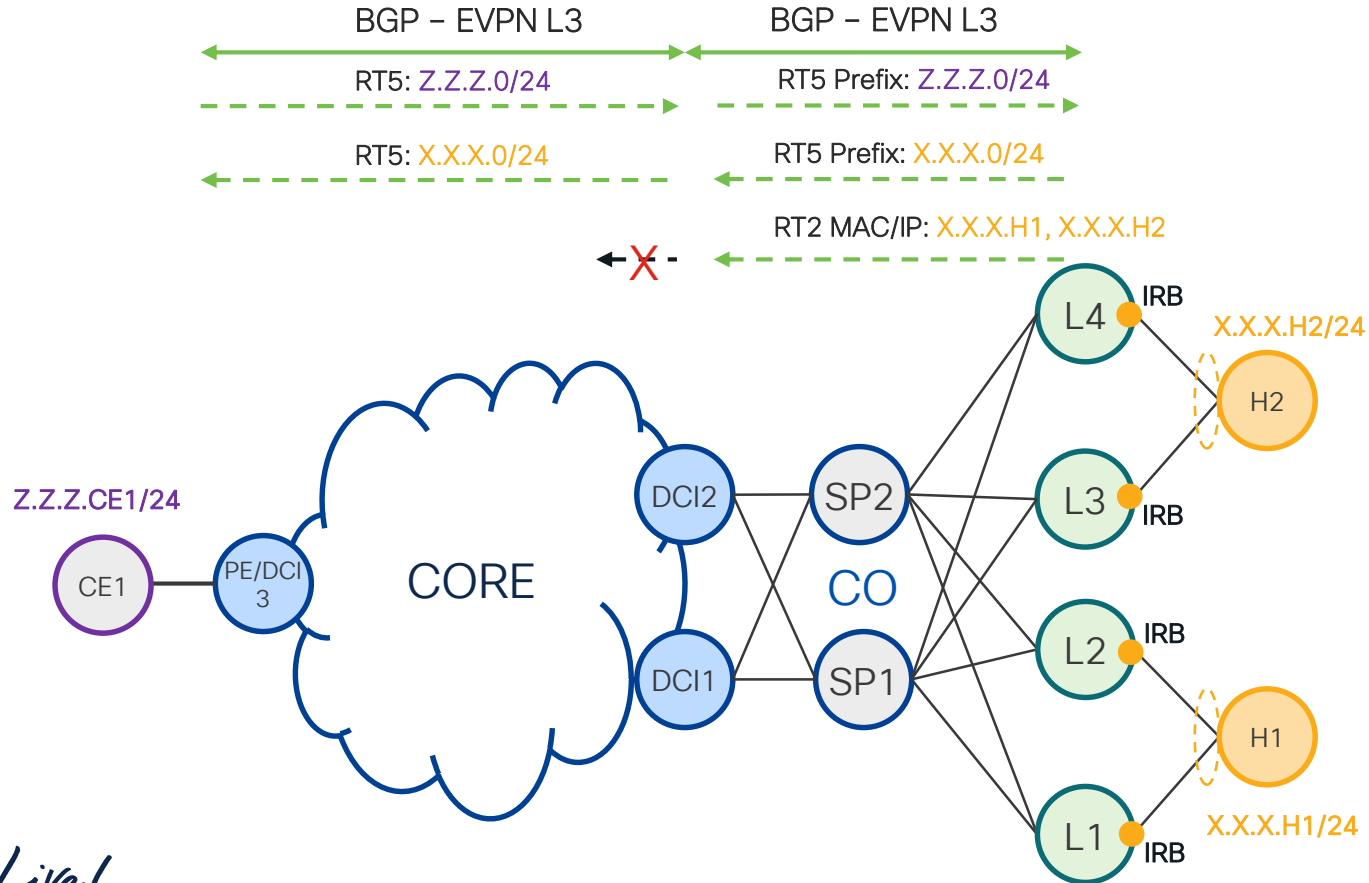 BGP – EVPN L3
BGP – EVPN L3
RT5: Z.Z.Z.0/24
RT5 Prefix: Z.Z.Z.0/24
RT5: X.X.X.0/24
RT5 Prefix: X.X.X.0/24
RT2 MAC/IP: X.X.X.H1, X.X.X.H2
X
L4
IRB
X.X.X.H2/24
H2
Z.Z.Z.CE1/24
DCI2
SP2
L3
IRB
CE1
PE/DCI
3
CORE
CO
DCI1
SP1
L2
IRB
H1
L1
IRB
X.X.X.H1/24
Live!